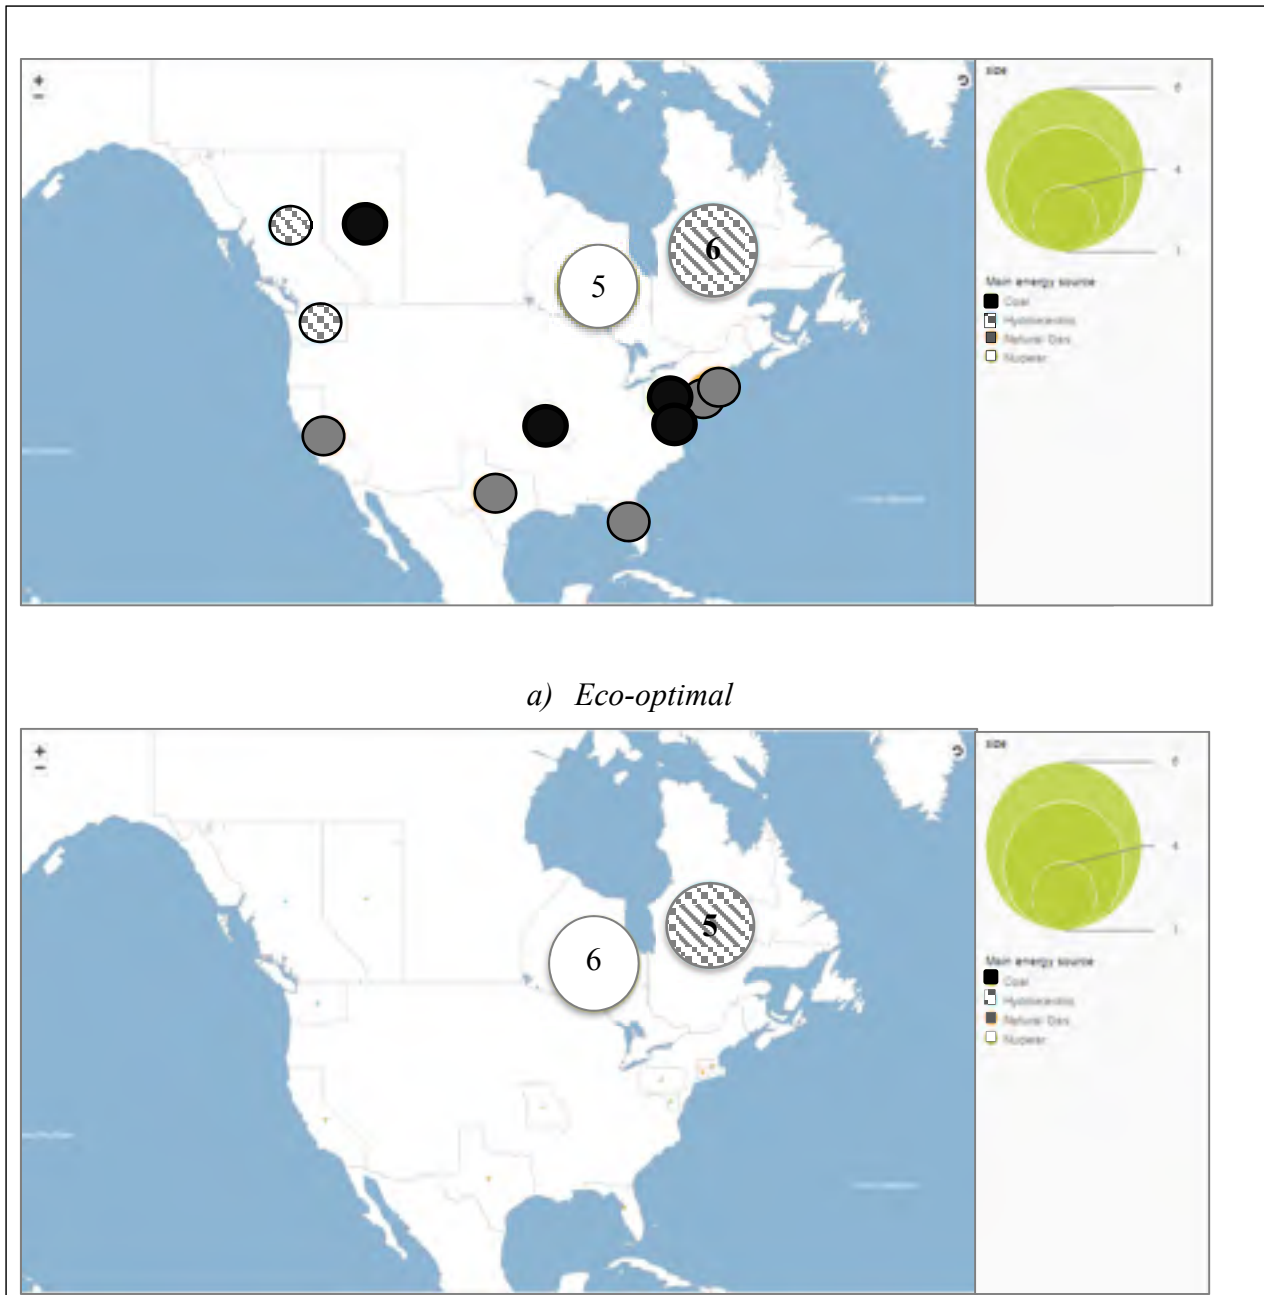 size
6
4
1
Main energy source
Coal
Hydroelectric
Natural Gas
Nuclear
5
6
a) Eco-optimal
size
6
4
1
Main energy source
Coal
Hydroelectric
Natural Gas
Nuclear
6
5